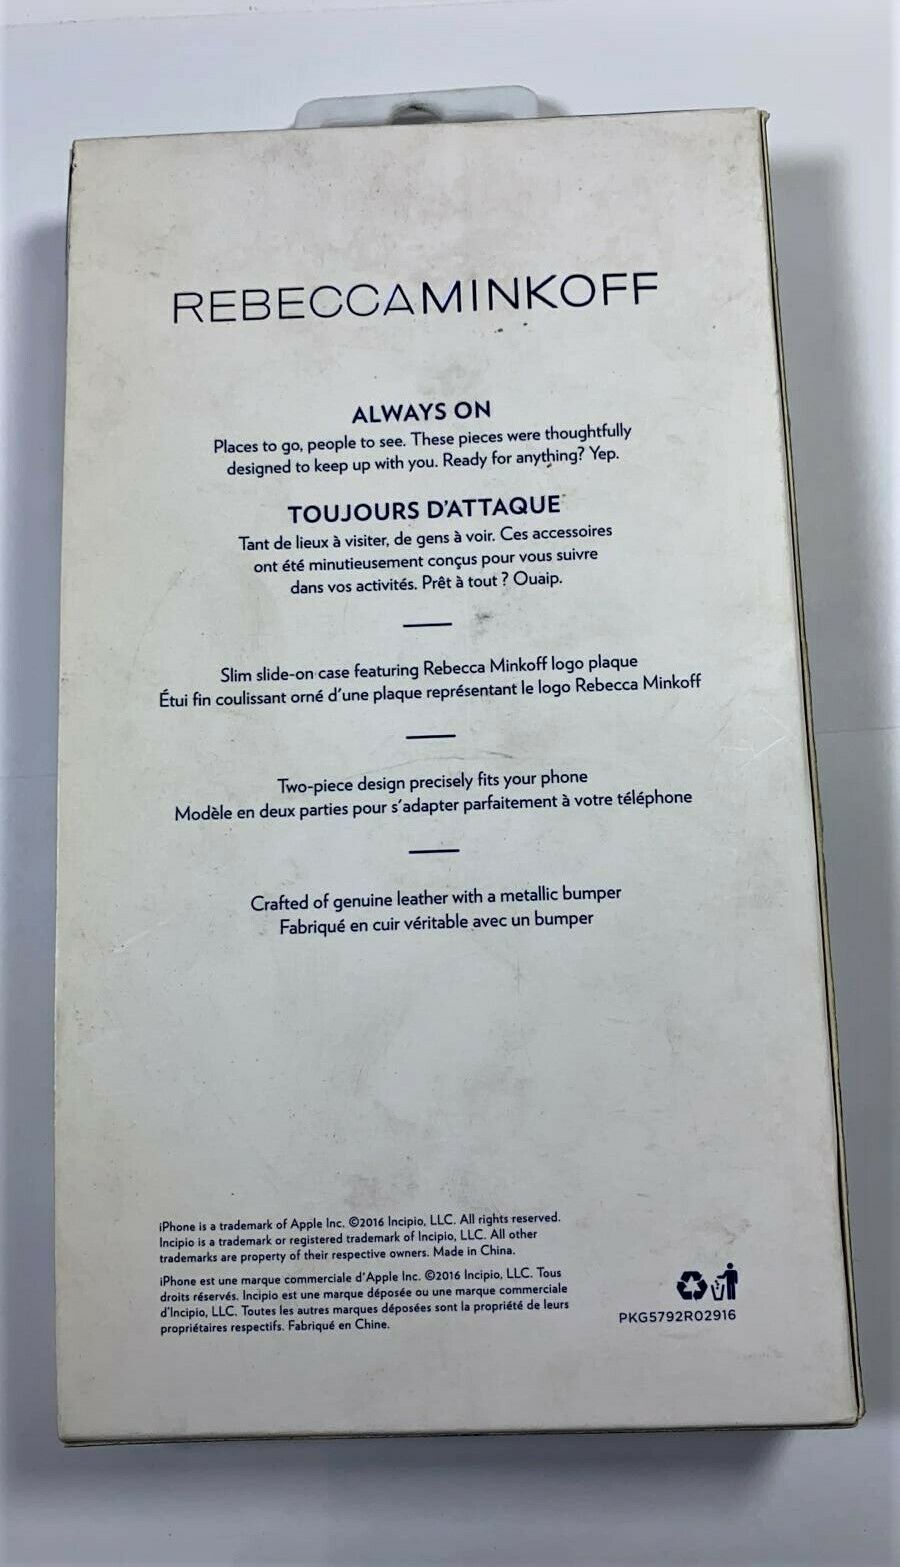 REBECCAMINKOFF
ALWAYS ON
Places to go, people to see. These pieces were thoughtfully
designed to keep up with you. Ready for anything? Yep.
TOUJOURS D'ATTAQUE
Tant de lieux à visiter, de gens à voir. Ces accessoires
ont été minutieusement conçus pour vous suivre
dans vos activités. Prêt à tout ? Ouaip.
Slim slide-on case featuring Rebecca Minkoff logo plaque
Étui fin coulissant orné d'une plaque représentant le logo Rebecca Minkoff
Two-piece design precisely fits your phone
Modèle en deux parties pour s'adapter parfaitement à votre téléphone
Crafted of genuine leather with a metallic bumper
Fabriqué en cuir véritable avec un bumper
iPhone is a trademark of Apple Inc. ©2016 Incipio, LLC. All rights reserved.
Incipio is a trademark or registered trademark of Incipio, LLC. All other
trademarks are property of their respective owners. Made in China.
iPhone est une marque commerciale d'Apple Inc. ©2016 Incipio, LLC. Tous
droits réservés. Incipio est une marque déposée ou une marque commerciale
d'Incipio, LLC. Toutes les autres marques déposées sont la propriété de leurs
propriétaires respectifs. Fabriqué en Chine.
PKG5792R02916